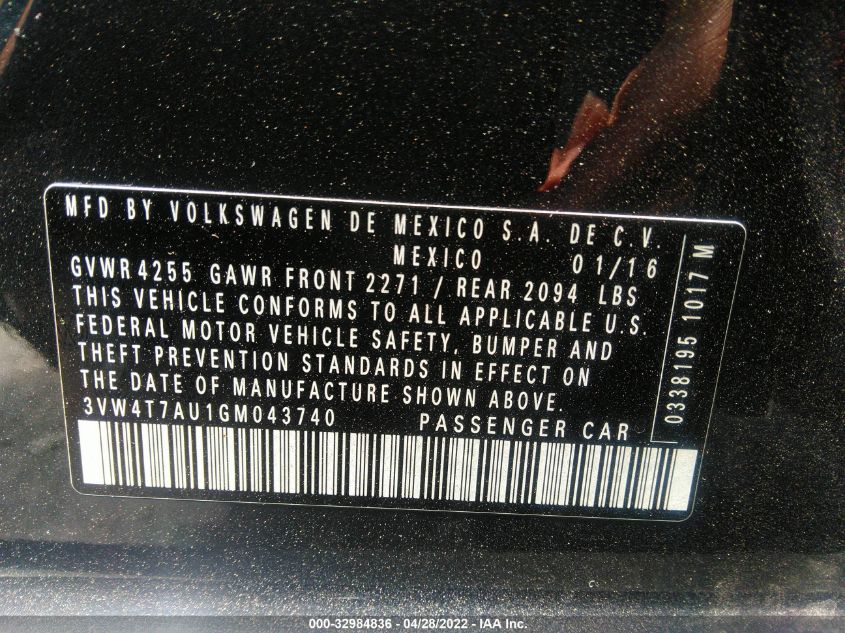 MFD BY VOLKSWAGEN DE MEXICO S.A. DE C.V.
MEXICO 01/16
GVWR 4255 GAWR FRONT 2271 / REAR 2094 LBS
THIS VEHICLE CONFORMS TO ALL APPLICABLE U.S.
FEDERAL MOTOR VEHICLE SAFETY, BUMPER AND
THEFT PREVENTION STANDARDS IN EFFECT ON
THE DATE OF MANUFACTURE SHOWN ABOVE.
3VW4T7AU1GM043740 PASSENGER CAR
0338195 1017 M
000-32984836 - 04/28/2022 - IAA Inc.